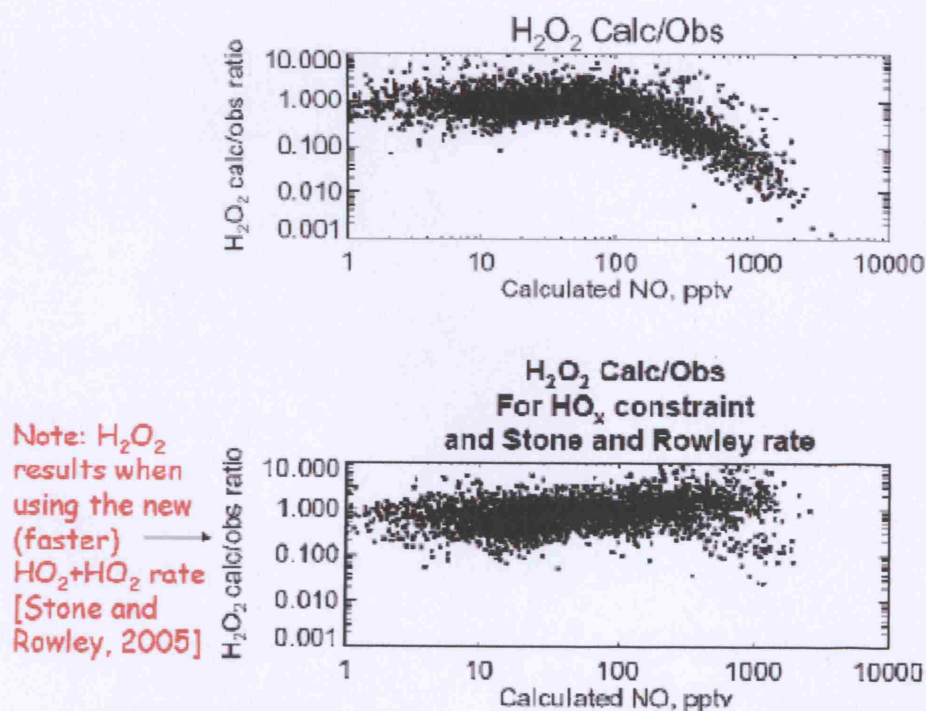 H₂O₂ Calc/Obs
H₂O₂ calc/obs ratio
10.000
1.000
0.100
0.010
0.001
1
10
100
1000
10000
Calculated NO, pptv
H₂O₂ Calc/Obs
For HOₓ constraint
and Stone and Rowley rate
Note: H₂O₂
results when
using the new
(faster)
HO₂+HO₂ rate
[Stone and
Rowley, 2005]
H₂O₂ calc/obs ratio
10.000
1.000
0.100
0.010
0.001
1
10
100
1000
10000
Calculated NO, pptv